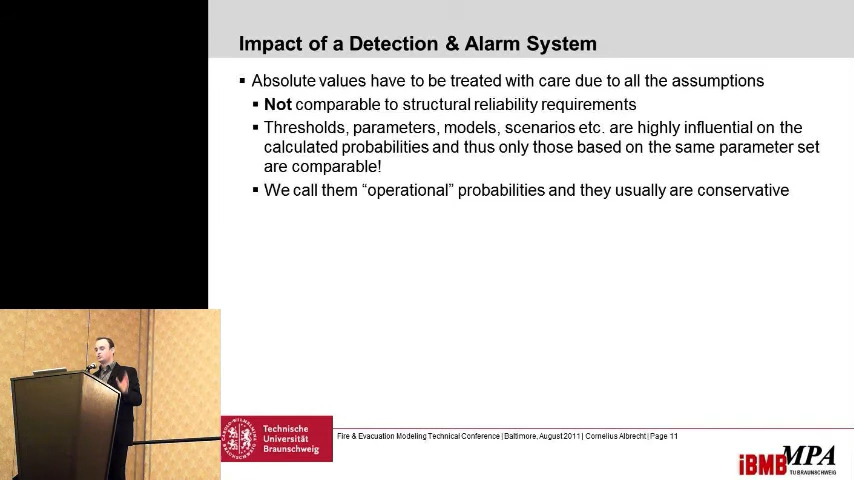 Impact of a Detection & Alarm System
▪ Absolute values have to be treated with care due to all the assumptions
▪ Not comparable to structural reliability requirements
▪ Thresholds, parameters, models, scenarios etc. are highly influential on the
calculated probabilities and thus only those based on the same parameter set
are comparable!
▪ We call them “operational” probabilities and they usually are conservative
Technische
Universität
Braunschweig
Fire & Evacuation Modeling Technical Conference | Baltimore, August 2011 | Cornelius Albrecht | Page 11
iBMB MPA
TU BRAUNSCHWEIG